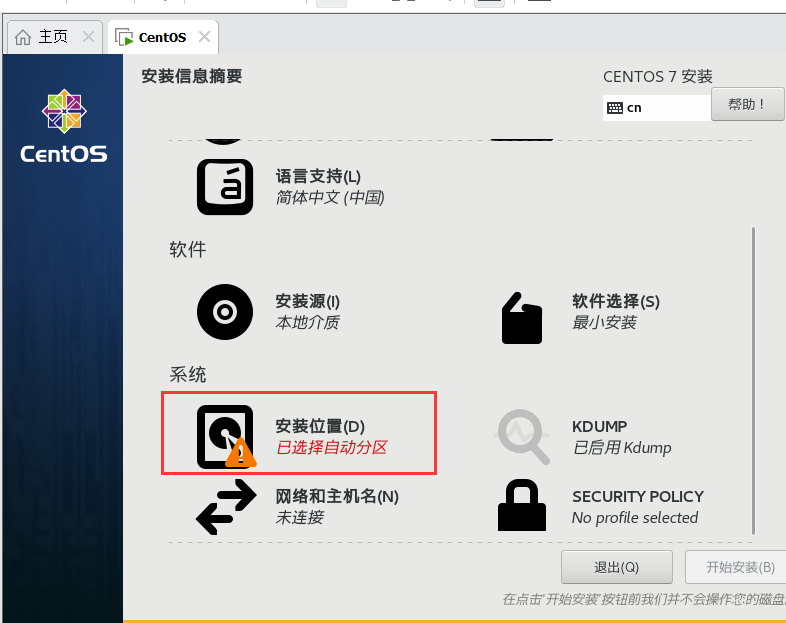 主页
CentOS
安装信息摘要
CENTOS 7 安装
cn
帮助！
CentOS
语言支持(L)
简体中文 (中国)
软件
安装源(I)
本地介质
软件选择(S)
最小安装
系统
安装位置(D)
已选择自动分区
KDUMP
已启用 Kdump
网络和主机名(N)
未连接
SECURITY POLICY
No profile selected
退出(Q)
开始安装(B)
在点击'开始安装'按钮前我们并不会操作您的磁盘